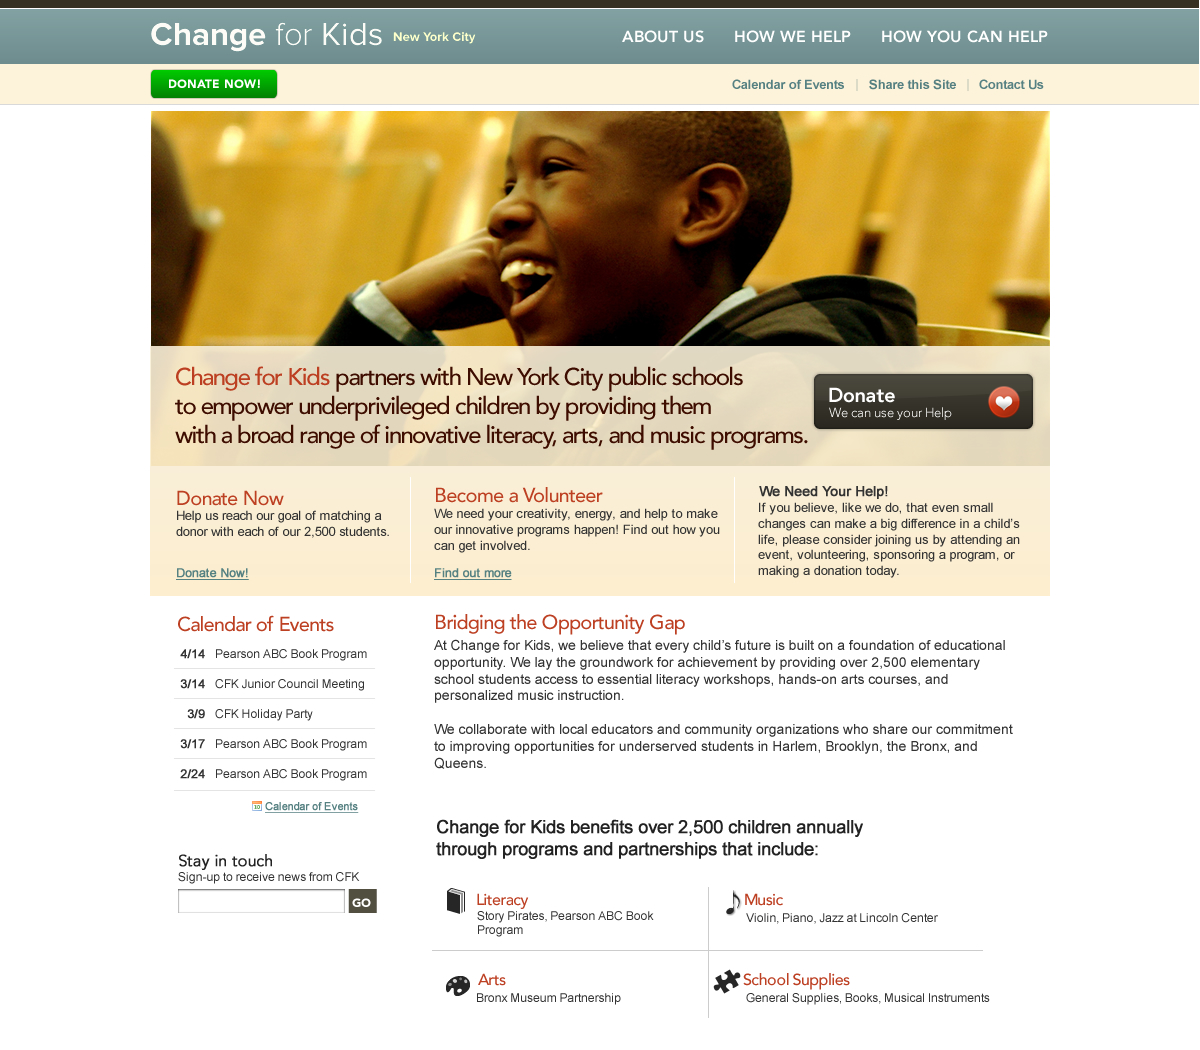 Change for Kids New York City
ABOUT US HOW WE HELP HOW YOU CAN HELP
DONATE NOW!
Calendar of Events | Share this Site | Contact Us
Change for Kids partners with New York City public schools
to empower underprivileged children by providing them
with a broad range of innovative literacy, arts, and music programs.
Donate
We can use your Help
Donate Now
Help us reach our goal of matching a
donor with each of our 2,500 students.
Donate Now!
Become a Volunteer
We need your creativity, energy, and help to make
our innovative programs happen! Find out how you
can get involved.
Find out more
We Need Your Help!
If you believe, like we do, that even small
changes can make a big difference in a child’s
life, please consider joining us by attending an
event, volunteering, sponsoring a program, or
making a donation today.
Calendar of Events
4/14 Pearson ABC Book Program
3/14 CFK Junior Council Meeting
3/9 CFK Holiday Party
3/17 Pearson ABC Book Program
2/24 Pearson ABC Book Program
Calendar of Events
Stay in touch
Sign-up to receive news from CFK
GO
Bridging the Opportunity Gap
At Change for Kids, we believe that every child’s future is built on a foundation of educational
opportunity. We lay the groundwork for achievement by providing over 2,500 elementary
school students access to essential literacy workshops, hands-on arts courses, and
personalized music instruction.
We collaborate with local educators and community organizations who share our commitment
to improving opportunities for underserved students in Harlem, Brooklyn, the Bronx, and
Queens.
Change for Kids benefits over 2,500 children annually
through programs and partnerships that include:
Literacy
Story Pirates, Pearson ABC Book
Program
Music
Violin, Piano, Jazz at Lincoln Center
Arts
Bronx Museum Partnership
School Supplies
General Supplies, Books, Musical Instruments